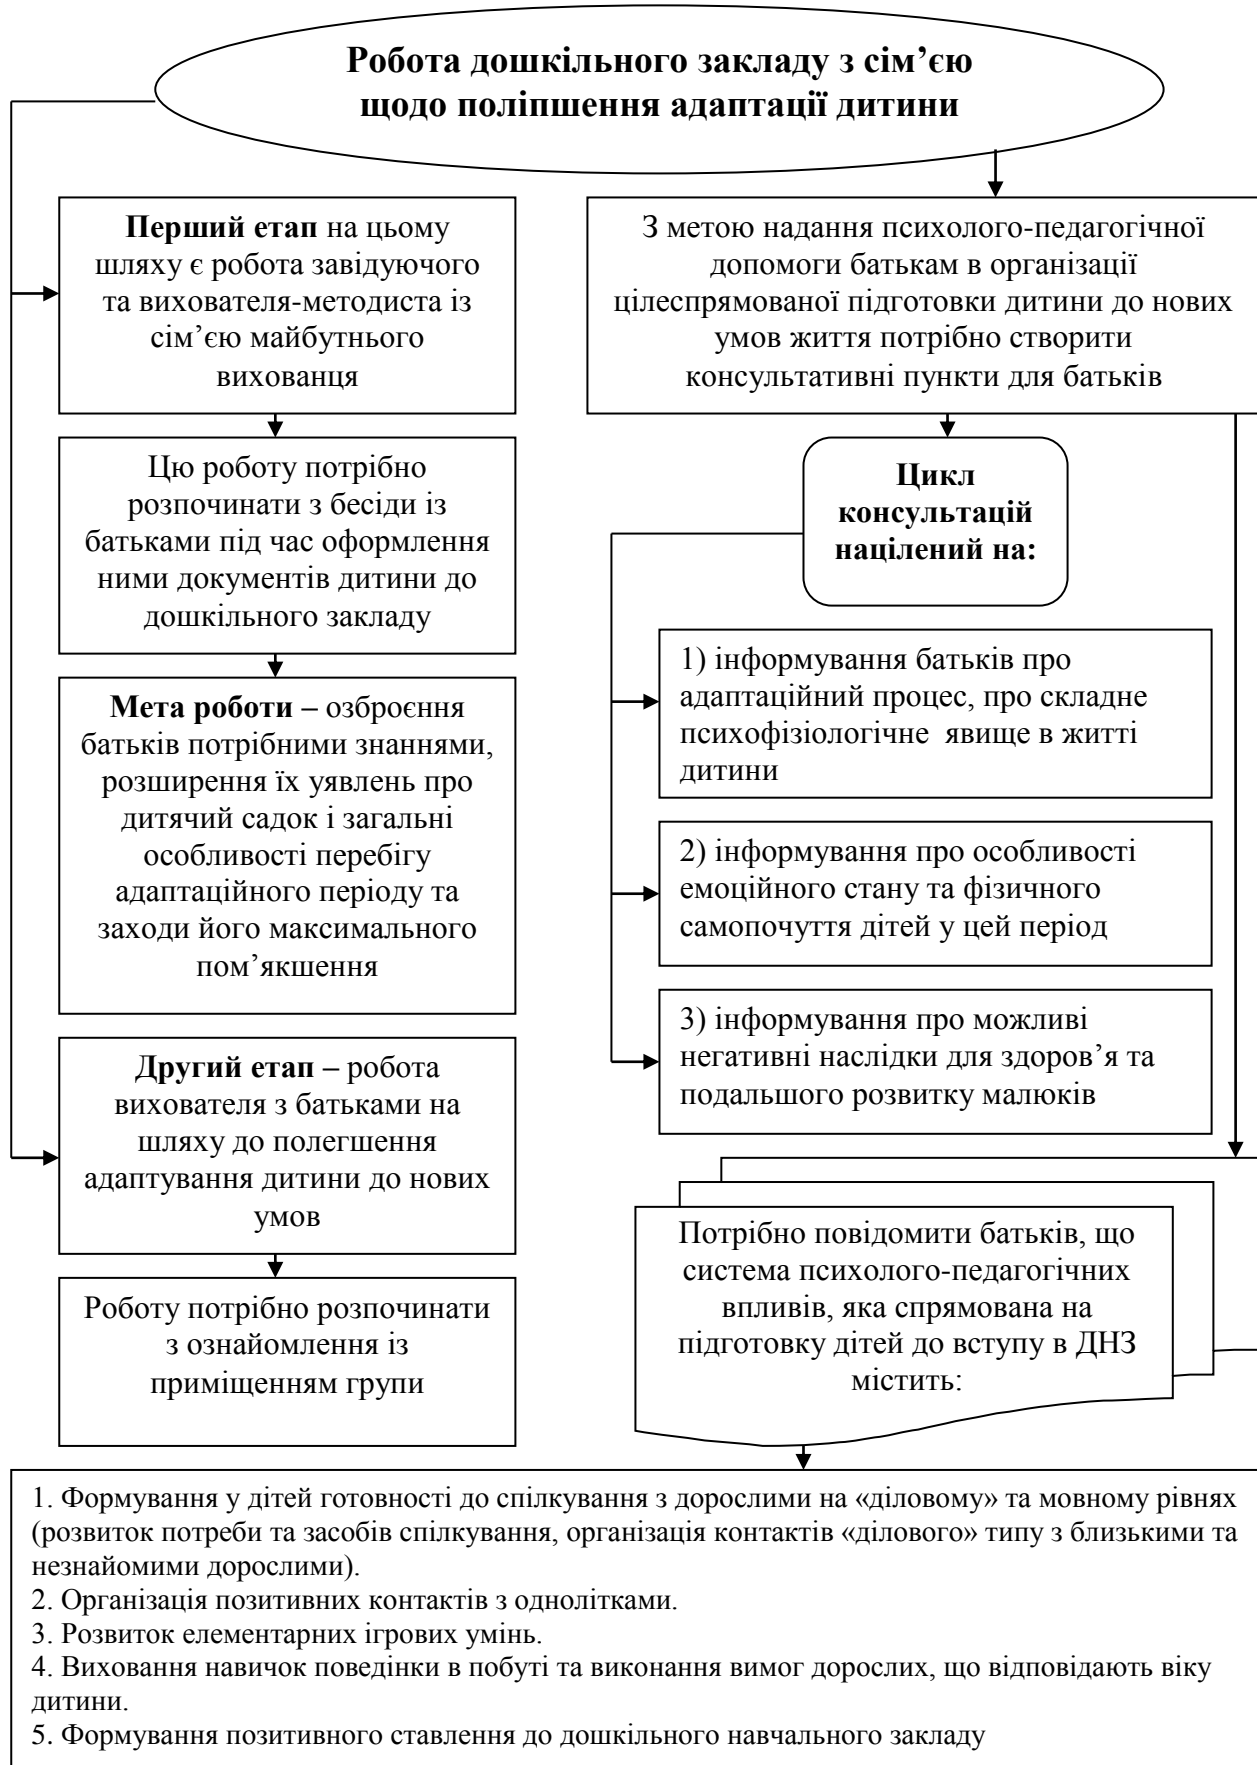 Робота дошкільного закладу з сім’єю
щодо поліпшення адаптації дитини
Перший етап на цьому
шляху є робота завідуючого
та вихователя-методиста із
сім’єю майбутнього
вихованця
Цю роботу потрібно
розпочинати з бесіди із
батьками під час оформлення
ними документів дитини до
дошкільного закладу
Мета роботи – озброєння
батьків потрібними знаннями,
розширення їх уявлень про
дитячий садок і загальні
особливості перебігу
адаптаційного періоду та
заходи його максимального
пом’якшення
Другий етап – робота
вихователя з батьками на
шляху до полегшення
адаптування дитини до нових
умов
Роботу потрібно розпочинати
з ознайомлення із
приміщенням групи
З метою надання психолого-педагогічної
допомоги батькам в організації
цілеспрямованої підготовки дитини до нових
умов життя потрібно створити
консультативні пункти для батьків
Цикл
консультацій
націлений на:
1) інформування батьків про
адаптаційний процес, про складне
психофізіологічне явище в житті
дитини
2) інформування про особливості
емоційного стану та фізичного
самопочуття дітей у цей період
3) інформування про можливі
негативні наслідки для здоров’я та
подальшого розвитку малюків
Потрібно повідомити батьків, що
система психолого-педагогічних
впливів, яка спрямована на
підготовку дітей до вступу в ДНЗ
містить:
1. Формування у дітей готовності до спілкування з дорослими на «діловому» та мовному рівнях
(розвиток потреби та засобів спілкування, організація контактів «ділового» типу з близькими та
незнайомими дорослими).
2. Організація позитивних контактів з однолітками.
3. Розвиток елементарних ігрових умінь.
4. Виховання навичок поведінки в побуті та виконання вимог дорослих, що відповідають віку
дитини.
5. Формування позитивного ставлення до дошкільного навчального закладу